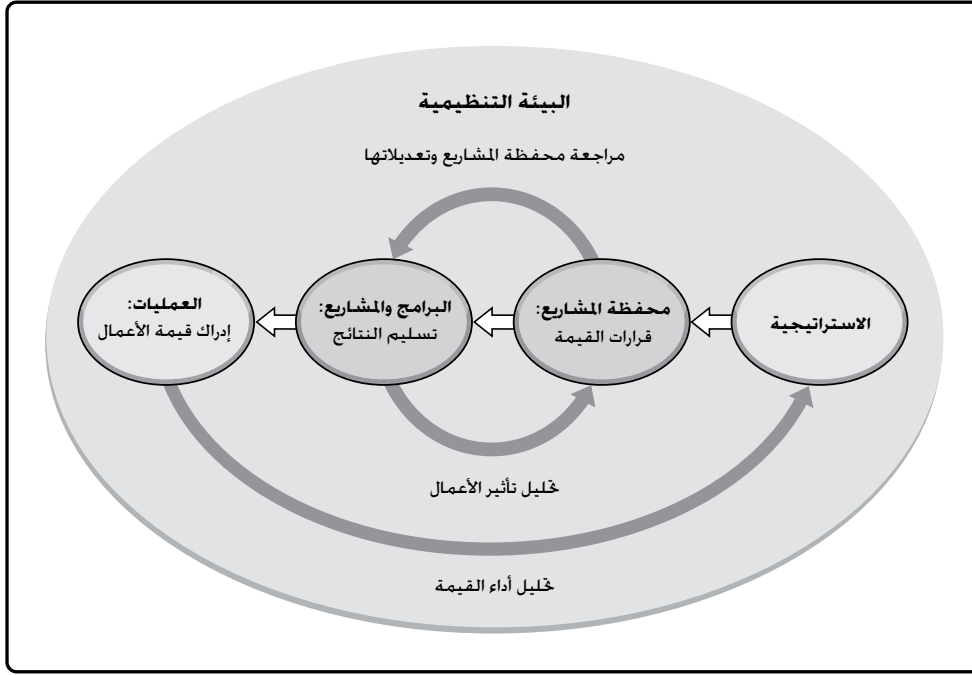 البيئة التنظيمية
مراجعة محفظة المشاريع وتعديلاتها
الاستراتيجية
محفظة المشاريع:
قرارات القيمة
البرامج والمشاريع:
تسليم النتائج
العمليات:
إدراك قيمة الأعمال
تحليل تأثير الأعمال
تحليل أداء القيمة